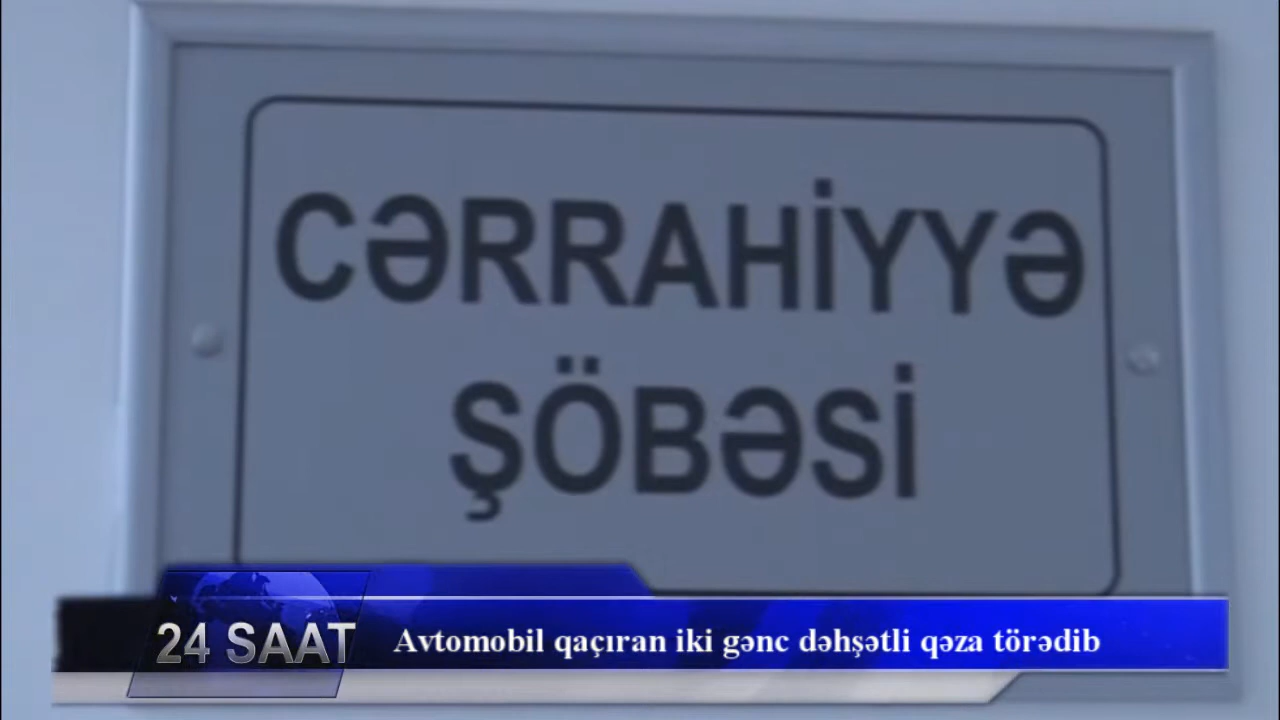 CƏRRAHİYYƏ
ŞÖBƏSİ
24 SAAT
Avtomobil qaçıran iki gənc dəhşətli qəza törədib